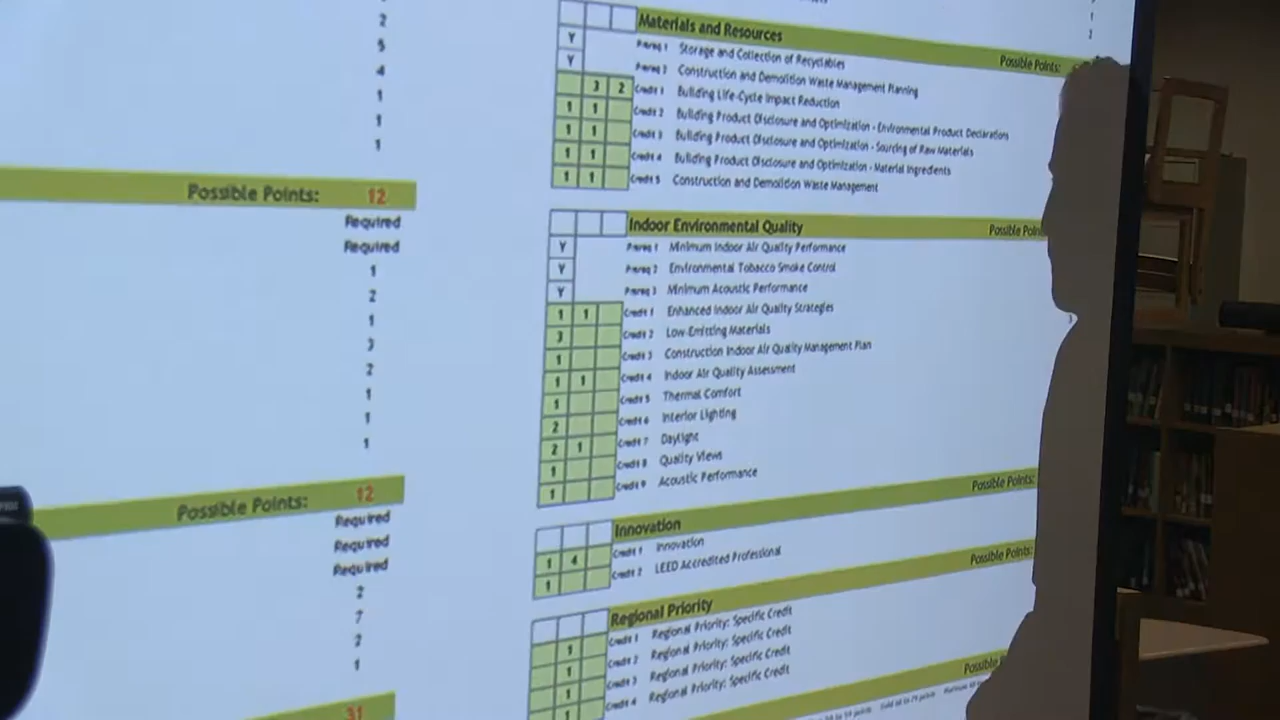 2
5
4
1
1
1
Possible Points: 12
Required
Required
1
2
1
3
2
1
1
1
Possible Points: 12
Required
Required
Required
2
7
2
1
31
1
2
Materials and Resources Possible Points:
Y Prereq 1 Storage and Collection of Recyclables
Y Prereq 2 Construction and Demolition Waste Management Planning
3 2 Credit 1 Building Life-Cycle Impact Reduction
1 1 Credit 2 Building Product Disclosure and Optimization - Environmental Product Declarations
1 1 Credit 3 Building Product Disclosure and Optimization - Sourcing of Raw Materials
1 1 Credit 4 Building Product Disclosure and Optimization - Material Ingredients
1 1 Credit 5 Construction and Demolition Waste Management
Indoor Environmental Quality Possible Poin
Y Prereq 1 Minimum Indoor Air Quality Performance
Y Prereq 2 Environmental Tobacco Smoke Control
Y Prereq 3 Minimum Acoustic Performance
1 1 Credit 1 Enhanced Indoor Air Quality Strategies
3 Credit 2 Low-Emitting Materials
1 Credit 3 Construction Indoor Air Quality Management Plan
1 1 Credit 4 Indoor Air Quality Assessment
1 Credit 5 Thermal Comfort
2 Credit 6 Interior Lighting
2 1 Credit 7 Daylight
1 Credit 8 Quality Views
1 Credit 9 Acoustic Performance
Innovation Possible Points:
1 4 Credit 1 Innovation
1 Credit 2 LEED Accredited Professional
Regional Priority Possible Points:
1 Credit 1 Regional Priority: Specific Credit
1 Credit 2 Regional Priority: Specific Credit
1 Credit 3 Regional Priority: Specific Credit
1 Credit 4 Regional Priority: Specific Credit
Possible P